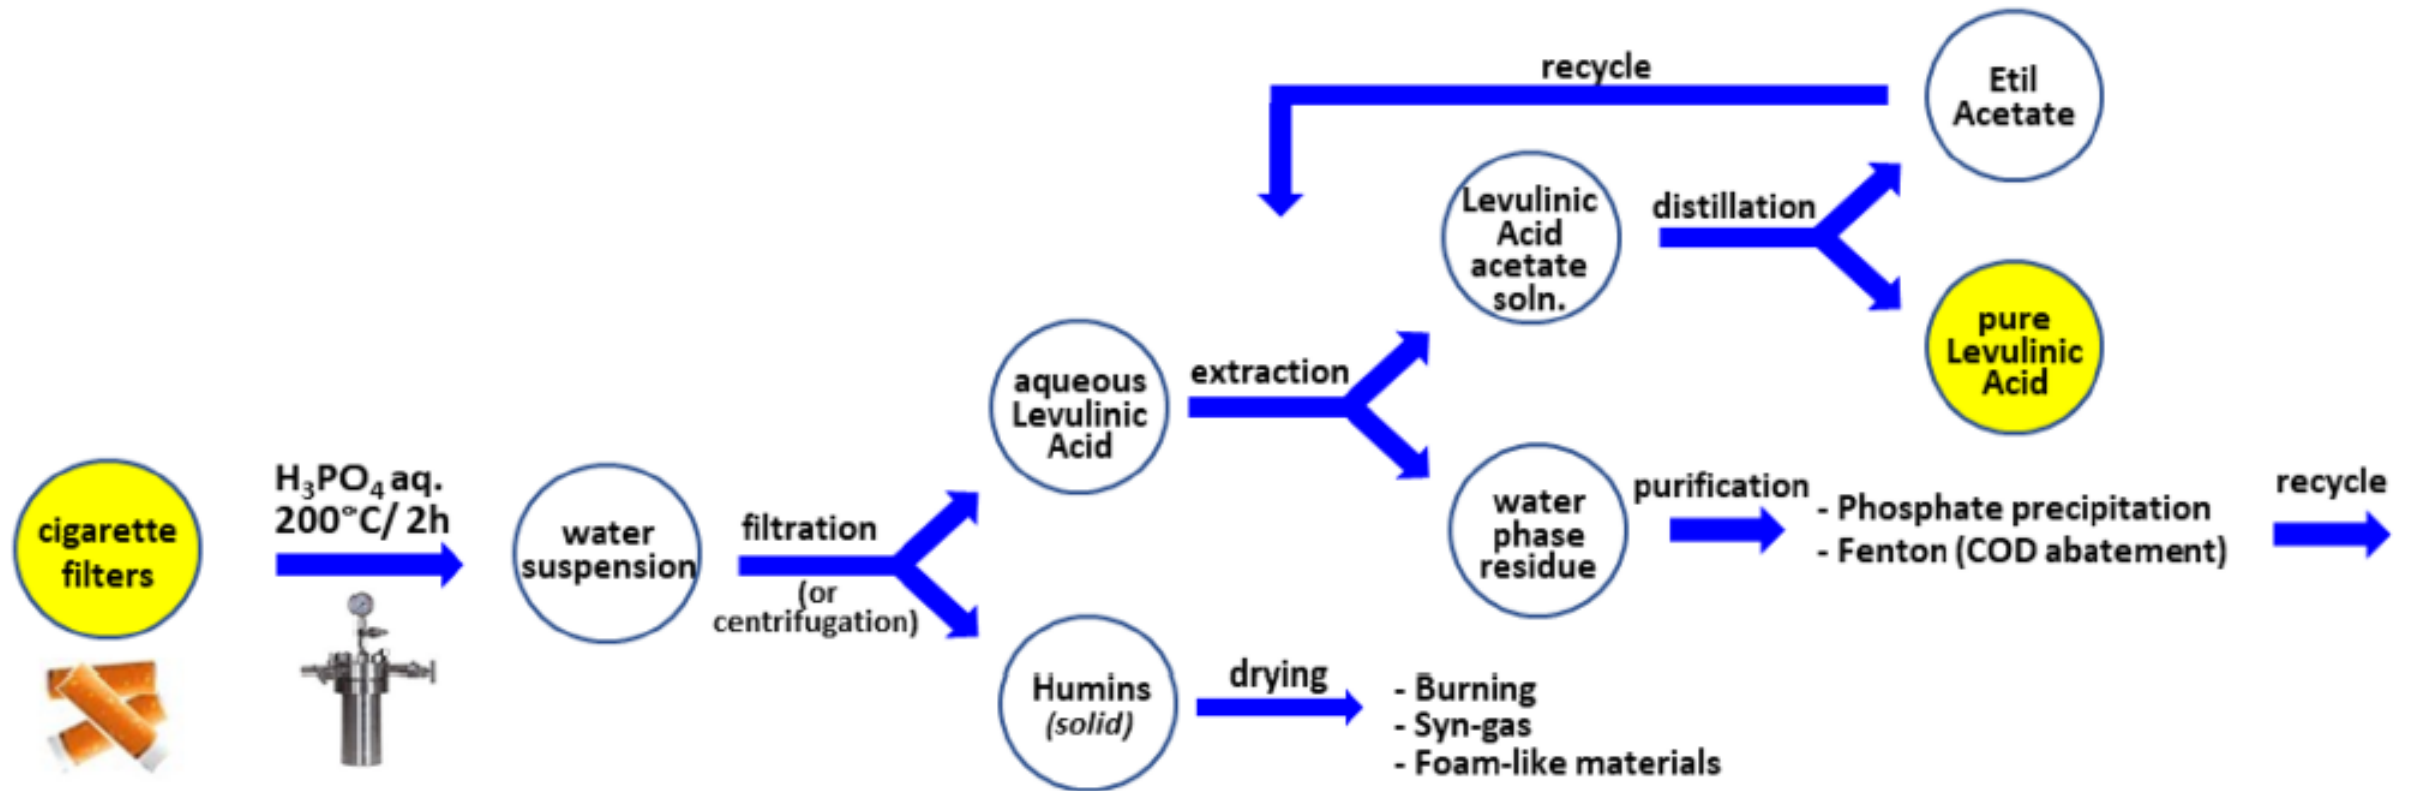 cigarette
filters
H₃PO₄ aq.
200°C/ 2h
water
suspension
filtration
(or
centrifugation)
aqueous
Levulinic
Acid
Humins
(solid)
extraction
drying
- Burning
- Syn-gas
- Foam-like materials
recycle
Levulinic
Acid
acetate
soln.
distillation
Etil
Acetate
pure
Levulinic
Acid
water
phase
residue
purification
- Phosphate precipitation
- Fenton (COD abatement)
recycle